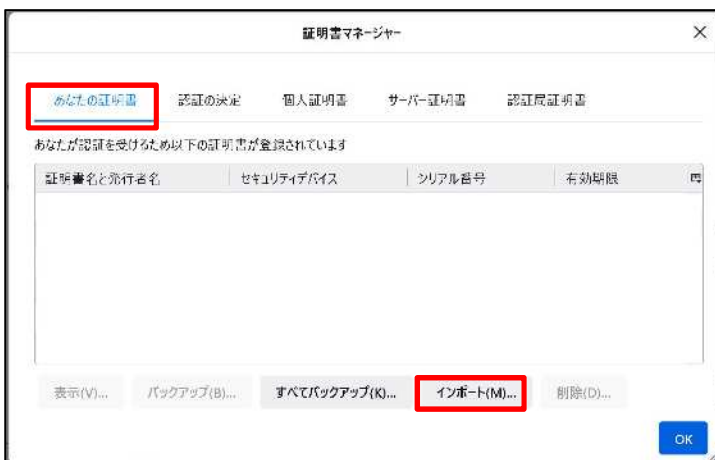 証明書マネージャー
あなたの証明書 認証の決定 個人証明書 サーバー証明書 認証局証明書
あなたが認証を受けるため以下の証明書が登録されています
証明書名と発行者名 セキュリティデバイス シリアル番号 有効期限
表示(V)... バックアップ(B)... すべてバックアップ(K)... インポート(M)... 削除(D)...
OK